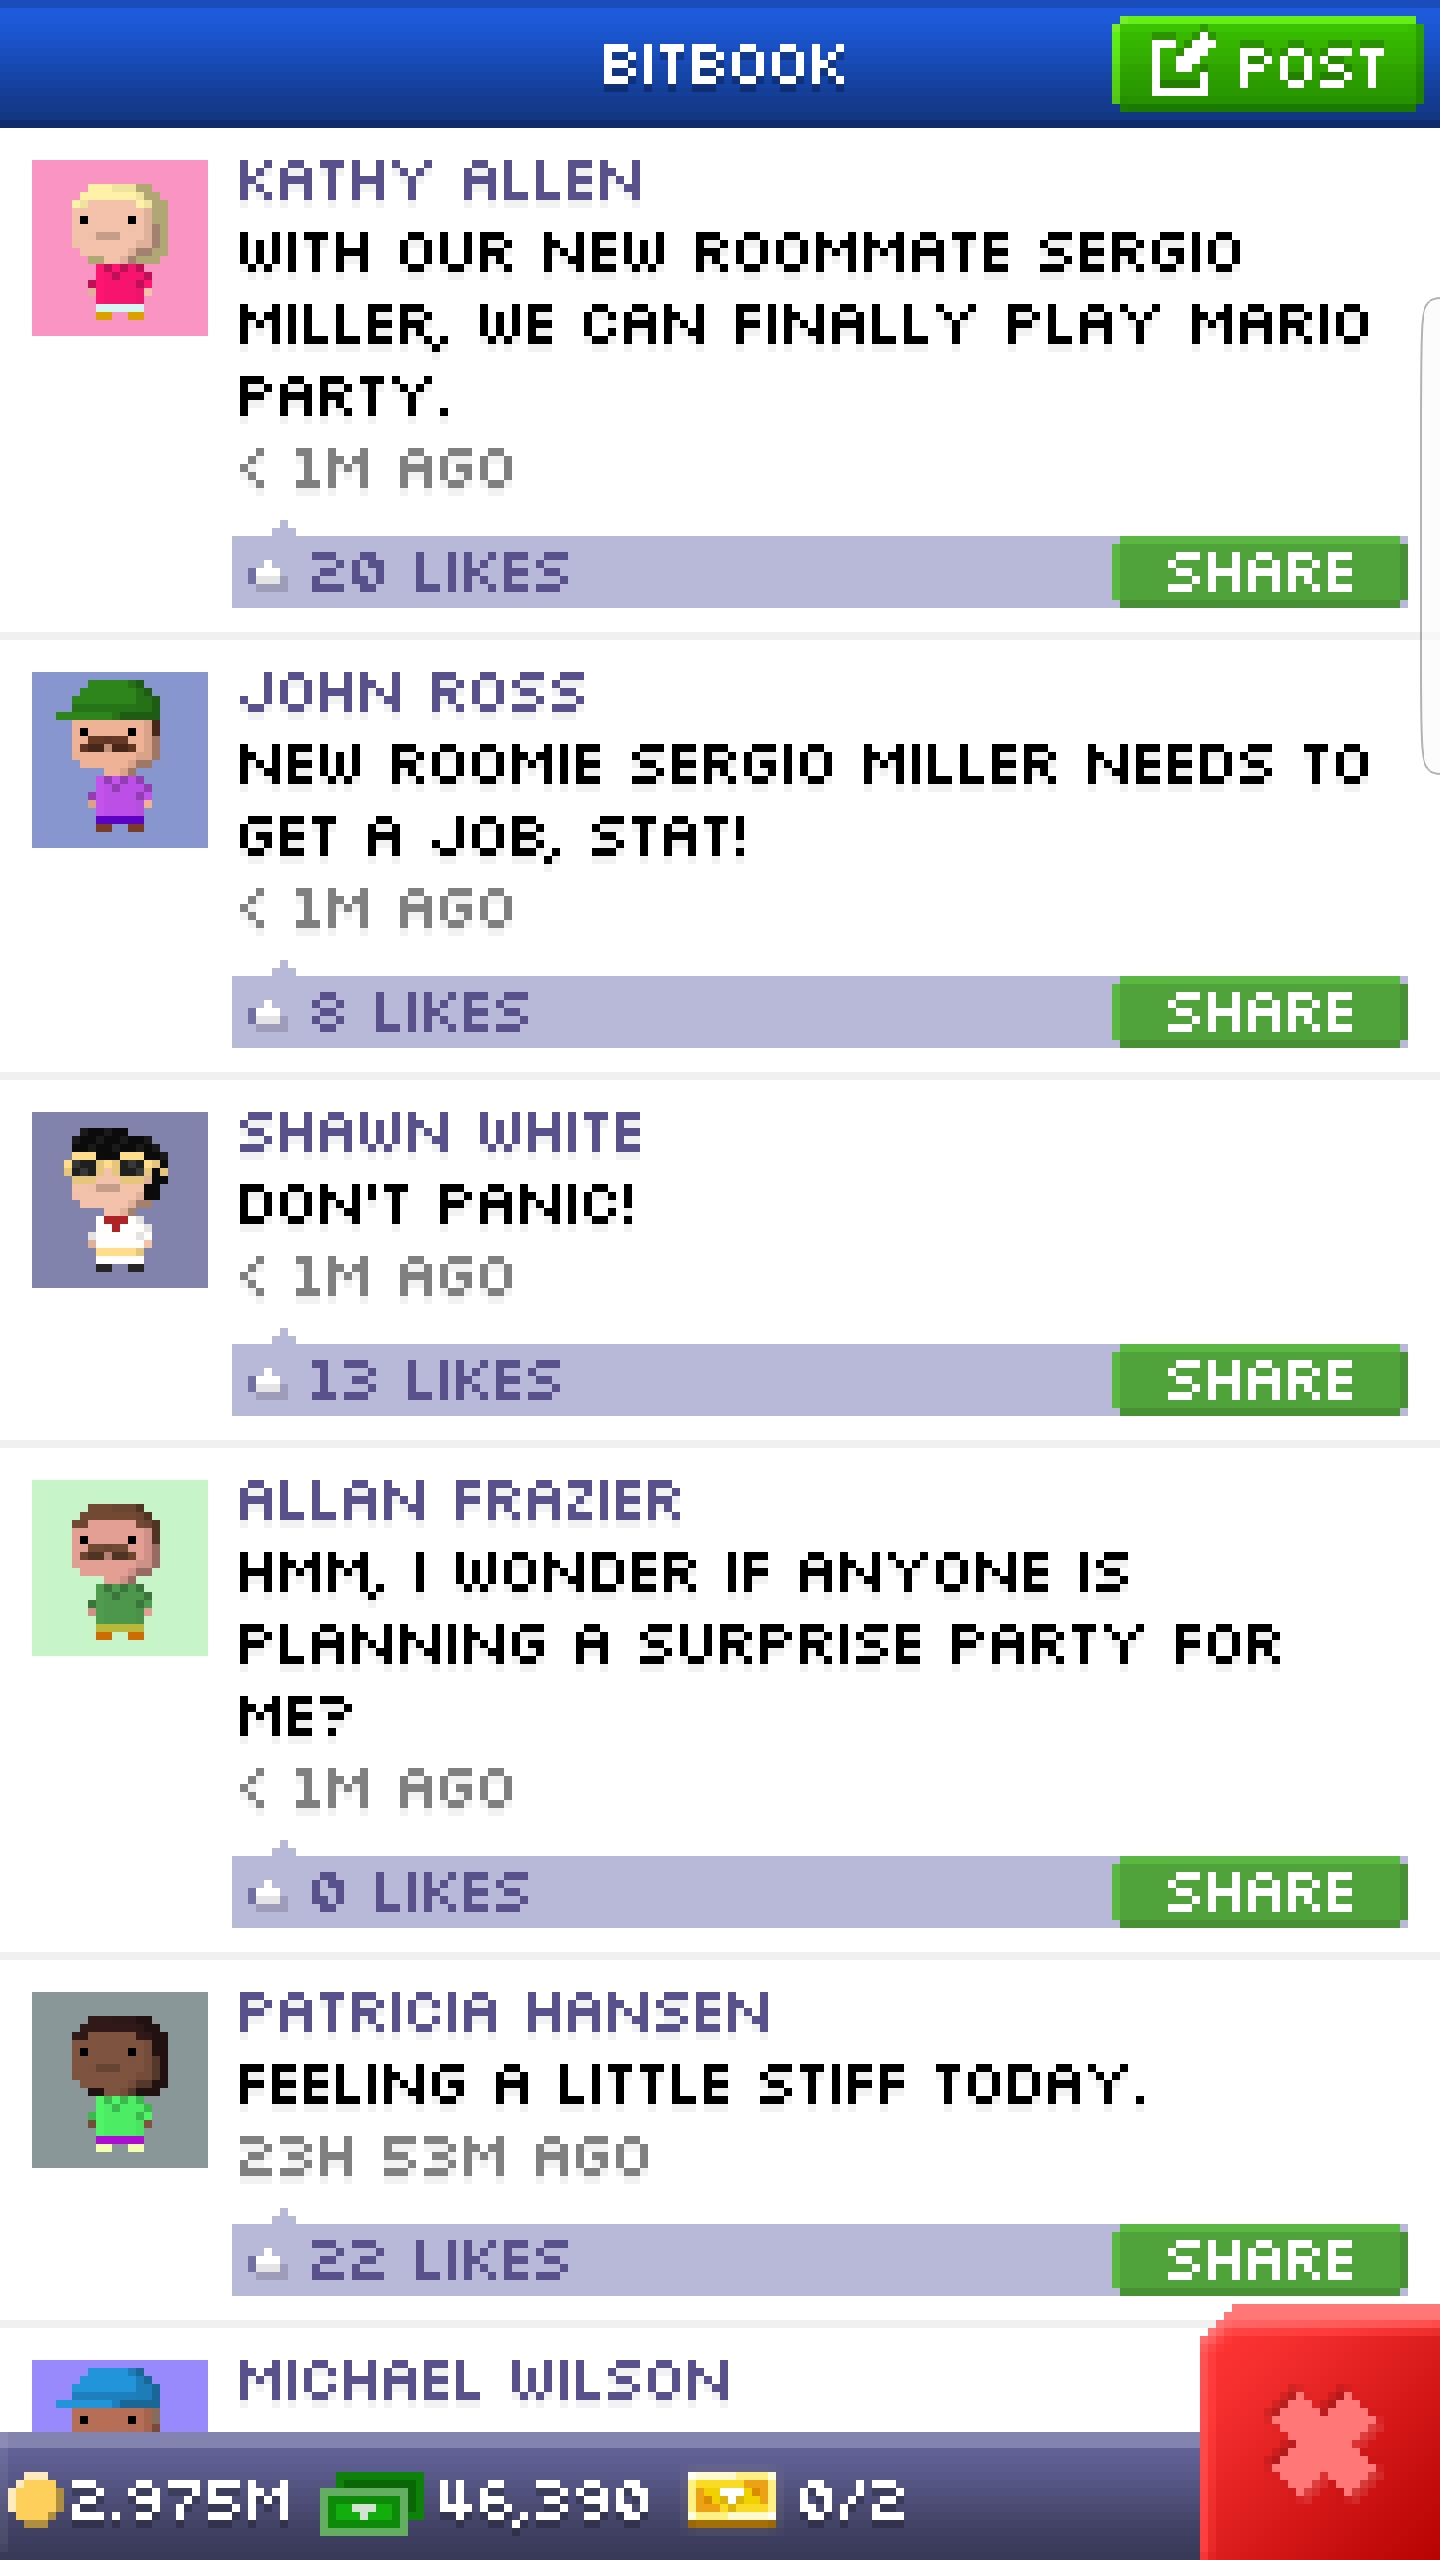 BITBOOK
POST
KATHY ALLEN
WITH OUR NEW ROOMMATE SERGIO
MILLER, WE CAN FINALLY PLAY MARIO
PARTY.
< 1M AGO
20 LIKES
SHARE
JOHN ROSS
NEW ROOMIE SERGIO MILLER NEEDS TO
GET A JOB, STAT!
< 1M AGO
8 LIKES
SHARE
SHAWN WHITE
DON'T PANIC!
< 1M AGO
13 LIKES
SHARE
ALLAN FRAZIER
HMM, I WONDER IF ANYONE IS
PLANNING A SURPRISE PARTY FOR
ME?
< 1M AGO
0 LIKES
SHARE
PATRICIA HANSEN
FEELING A LITTLE STIFF TODAY.
23H 53M AGO
22 LIKES
SHARE
MICHAEL WILSON
2.975M 46,390 0/2